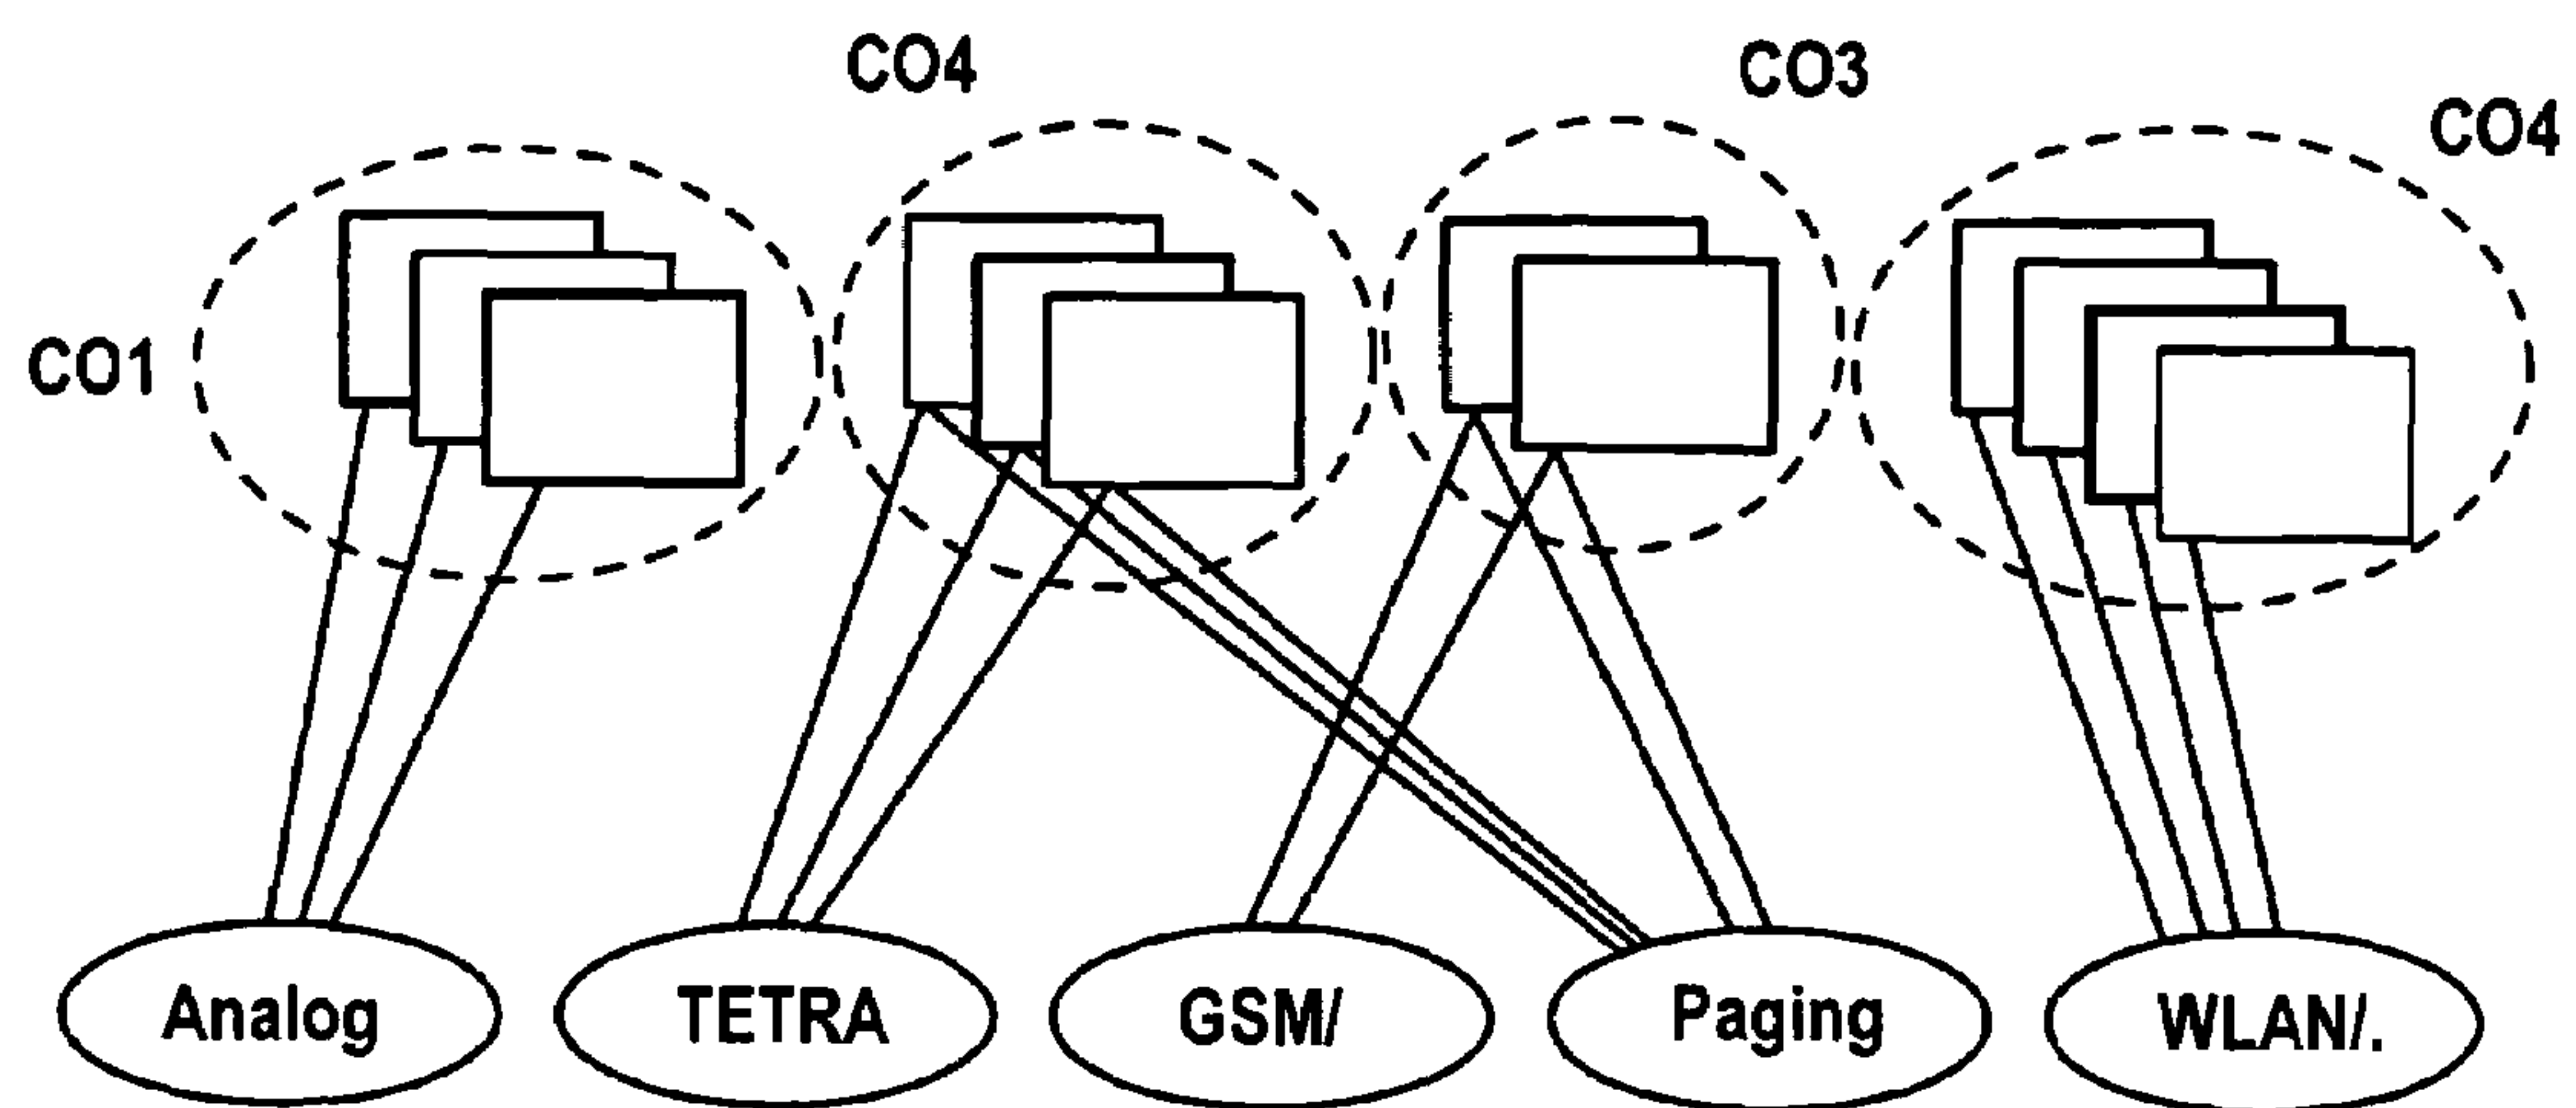 CO4
CO3
CO4
CO1
Analog
TETRA
GSM/
Paging
WLAN/.